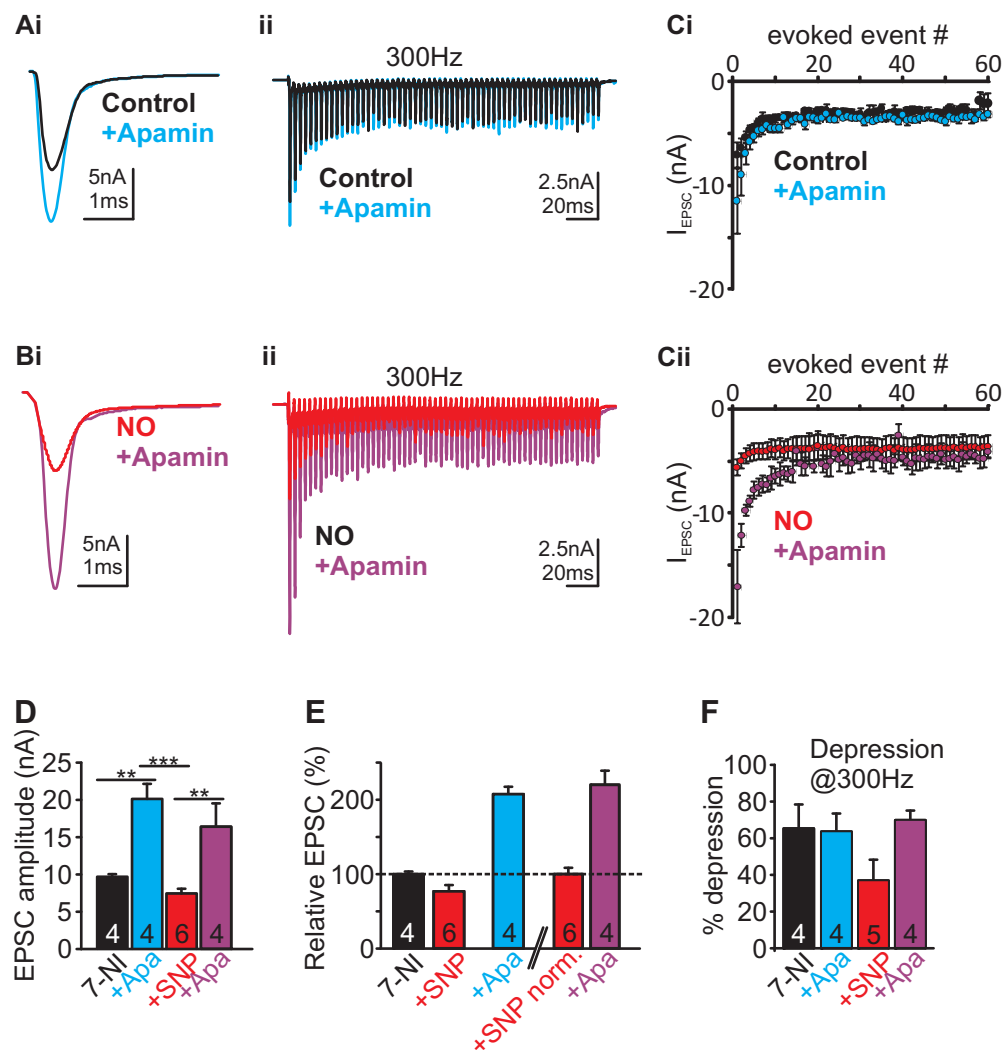 Ai
ii
Ci
300Hz
evoked event #
0 20 40 60
Control
+Apamin
5nA
1ms
Control
+Apamin
2.5nA
20ms
0
-10
-20
I EPSC (nA)
Control
+Apamin
Bi
ii
Cii
300Hz
evoked event #
0 20 40 60
NO
+Apamin
5nA
1ms
NO
+Apamin
2.5nA
20ms
0
-10
-20
I EPSC (nA)
NO
+Apamin
D
EPSC amplitude (nA)
25
20
15
10
5
0
** *** **
4 4 6 4
7-NI +Apa +SNP +Apa
E
Relative EPSC (%)
200
100
0
4 6 4 6 4
7-NI +SNP +Apa // +SNP norm. +Apa
F
Depression
@300Hz
% depression
100
80
60
40
20
0
4 4 5 4
7-NI +Apa +SNP +Apa